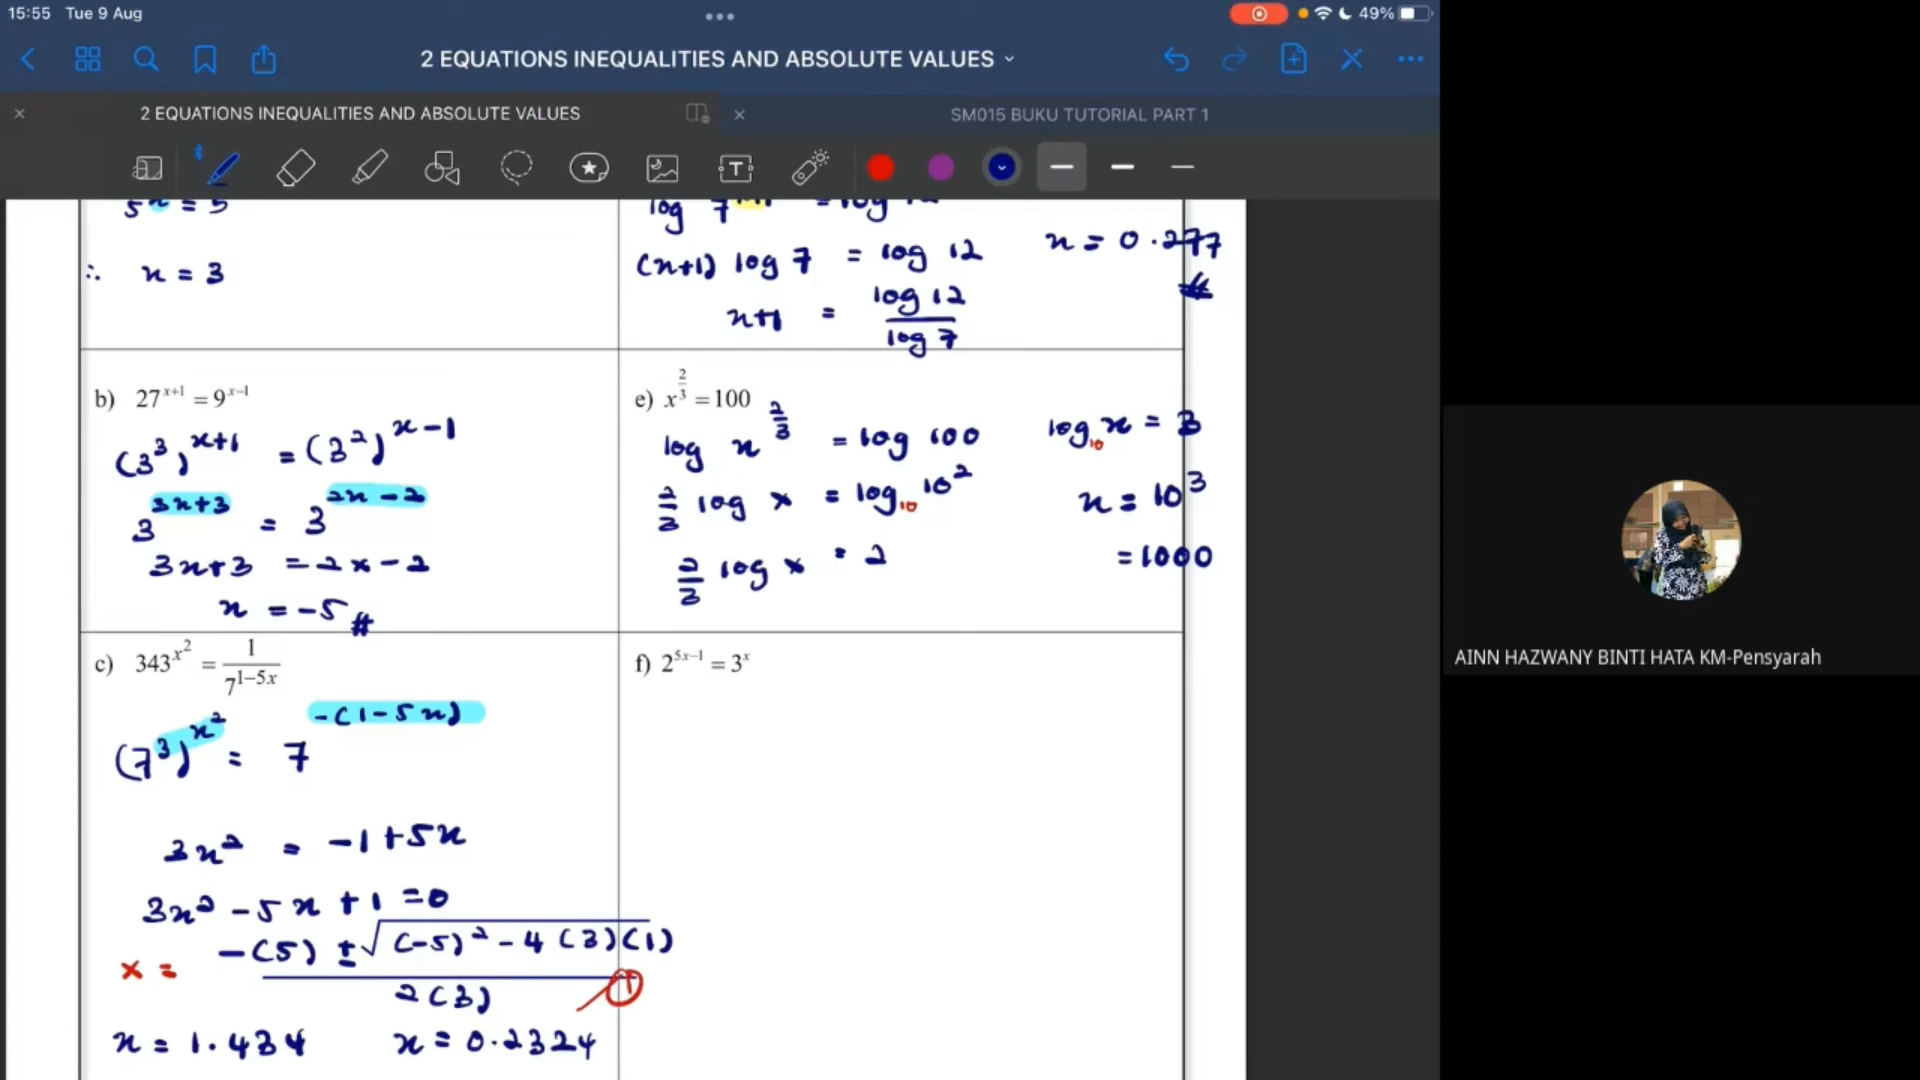 15:55 Tue 9 Aug
49%
2 EQUATIONS INEQUALITIES AND ABSOLUTE VALUES
2 EQUATIONS INEQUALITIES AND ABSOLUTE VALUES
SM015 BUKU TUTORIAL PART 1
5^x = 5
∴ x = 3
(x+1) log 7 = log 12
x+1 = log 12 / log 7
x = 0.277 #
b) 27^{x+1} = 9^{x-1}
(3^3)^{x+1} = (3^2)^{x-1}
3^{3x+3} = 3^{2x-2}
3x+3 = 2x-2
x = -5 #
e) x^{2/3} = 100
log x^{2/3} = log 100
2/3 log x = log_{10} 10^2
2/3 log x = 2
log_{10} x = 3
x = 10^3
= 1000
c) 343^{x^2} = 1 / 7^{1-5x}
(7^3)^{x^2} = 7^{-(1-5x)}
3x^2 = -1+5x
3x^2 - 5x + 1 = 0
x = -(5) ± √(-5)^2 - 4(3)(1) / 2(3)
x = 1.434 x = 0.2324
f) 2^{5x-1} = 3^x
AINN HAZWANY BINTI HATA KM-Pensyarah